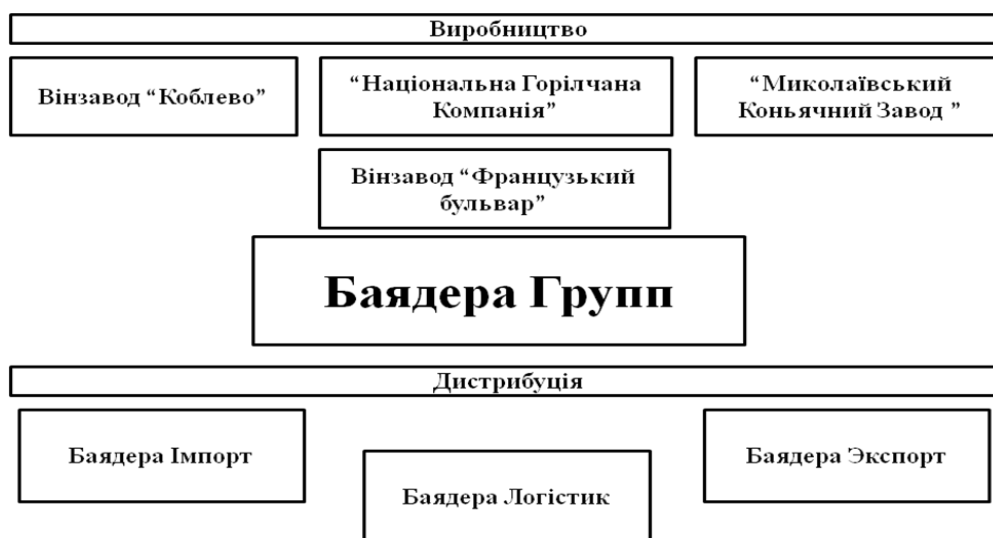 Виробництво
Вінзавод “Коблево”
“Національна Горілчана
Компанія”
“Миколаївський
Коньячний Завод ”
Вінзавод “Французький
бульвар”
Баядера Групп
Дистрибуція
Баядера Імпорт
Баядера Логістик
Баядера Экспорт